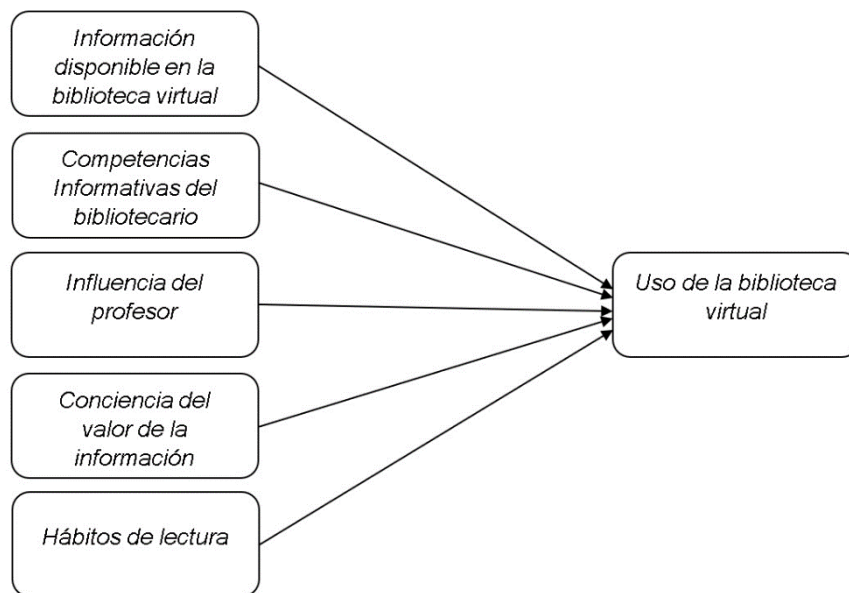 Información
disponible en la
biblioteca virtual
Competencias
Informativas del
bibliotecario
Influencia del
profesor
Conciencia del
valor de la
información
Hábitos de lectura
Uso de la biblioteca
virtual